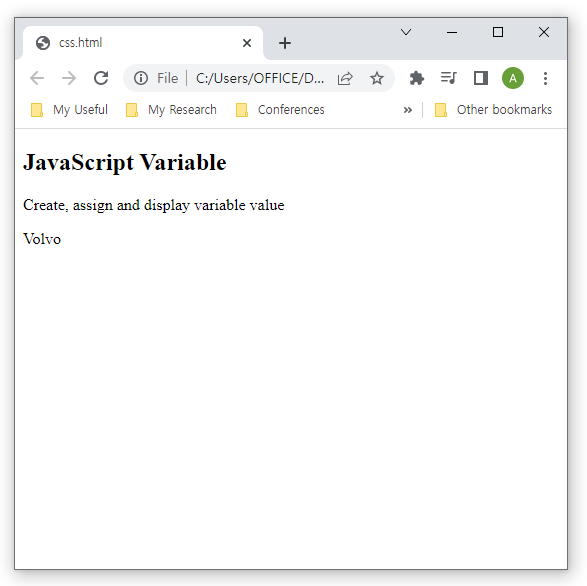 css.html
File | C:/Users/OFFICE/D...
A
My Useful My Research Conferences » Other bookmarks
JavaScript Variable
Create, assign and display variable value
Volvo